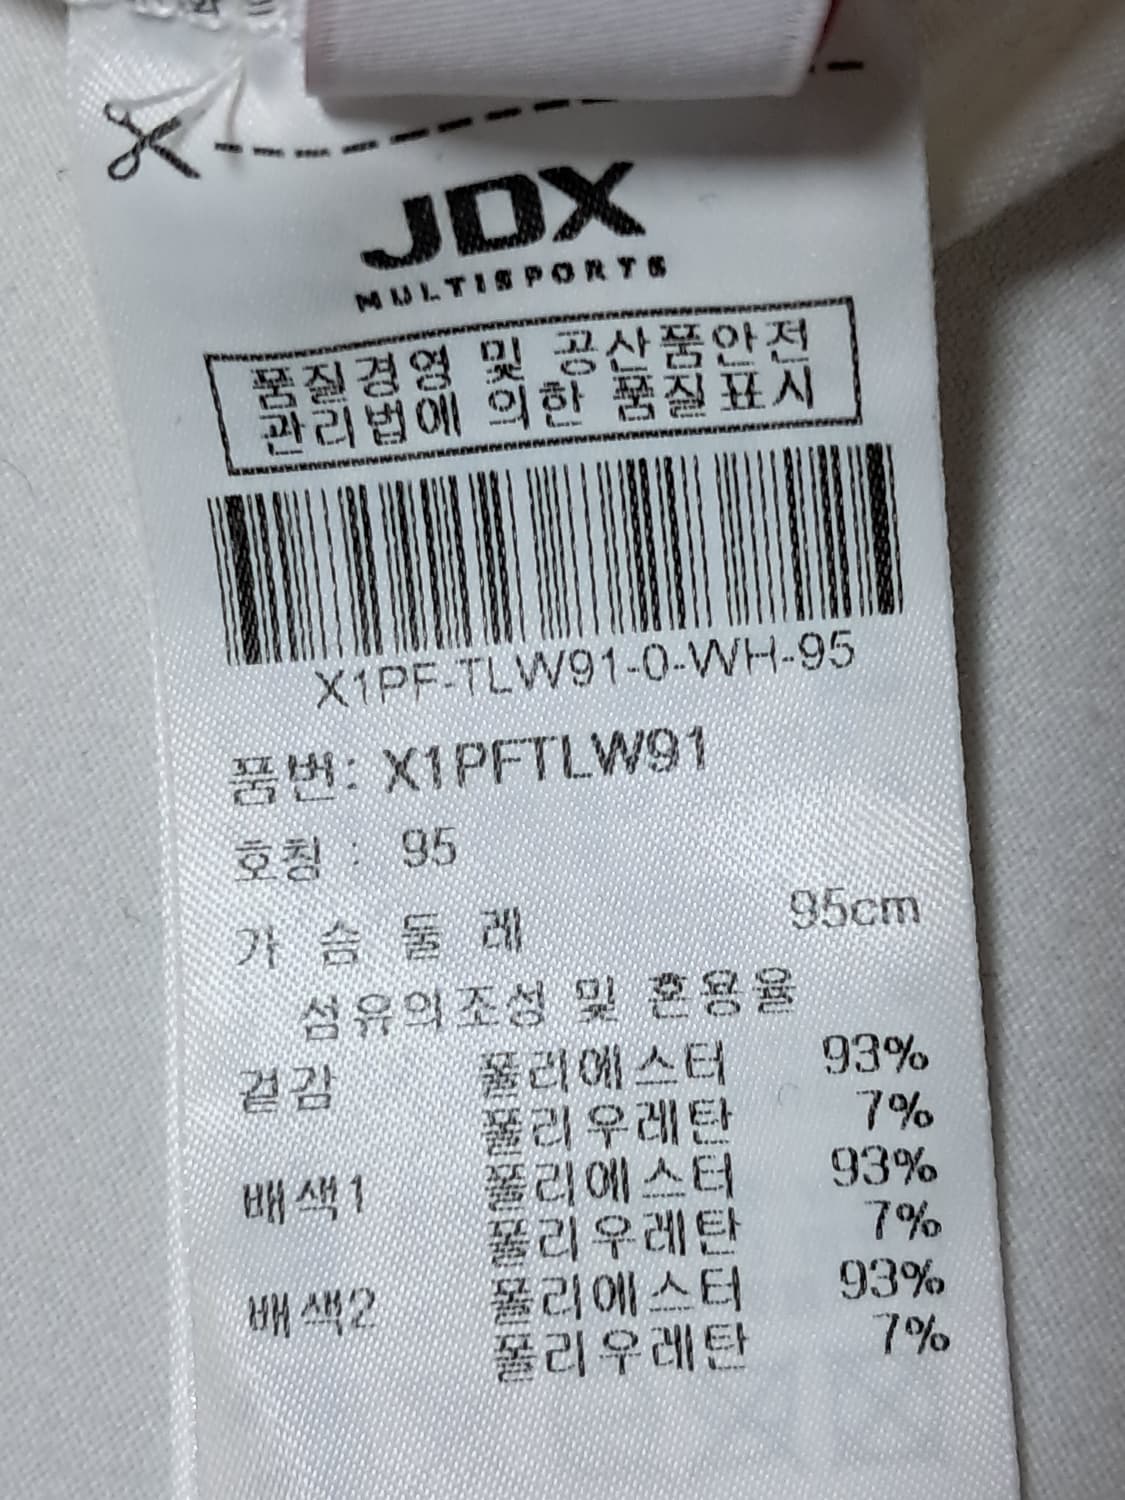 JDX
MULTISPORTS
품질경영 및 공산품안전
관리법에 의한 품질표시
X1PF-TLW91-0-WH-95
품번: X1PFTLW91
호칭 : 95
가 슴 둘 레 95cm
섬유의조성 및 혼용율
겉감 폴리에스터 93%
폴리우레탄 7%
배색1 폴리에스터 93%
폴리우레탄 7%
배색2 폴리에스터 93%
폴리우레탄 7%